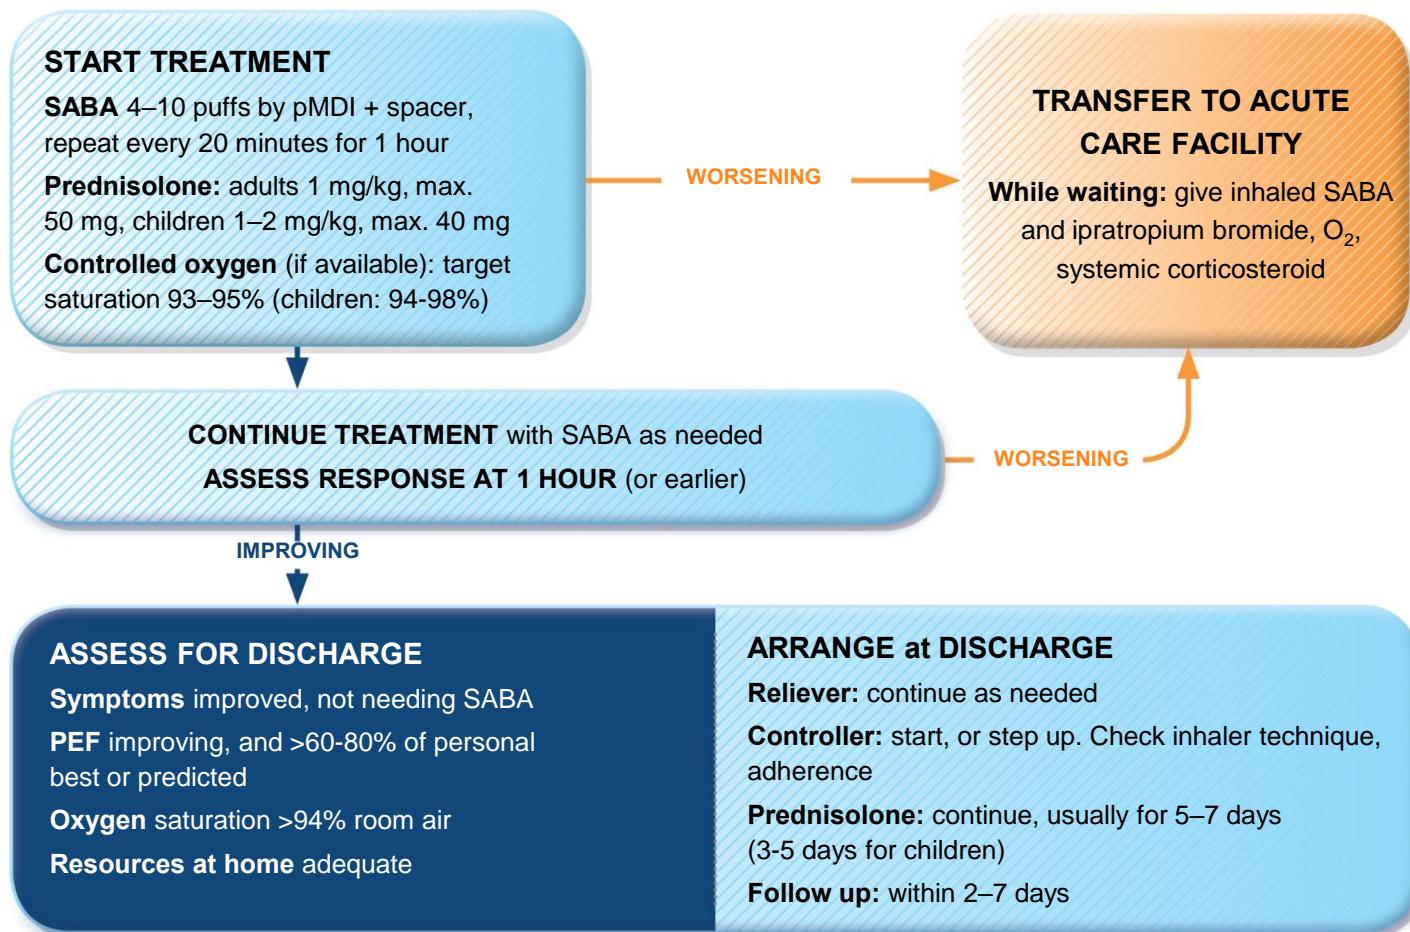 START TREATMENT
SABA 4–10 puffs by pMDI + spacer,
repeat every 20 minutes for 1 hour
Prednisolone: adults 1 mg/kg, max.
50 mg, children 1–2 mg/kg, max. 40 mg
Controlled oxygen (if available): target
saturation 93–95% (children: 94-98%)
WORSENING
TRANSFER TO ACUTE
CARE FACILITY
While waiting: give inhaled SABA
and ipratropium bromide, O₂,
systemic corticosteroid
CONTINUE TREATMENT with SABA as needed
ASSESS RESPONSE AT 1 HOUR (or earlier)
WORSENING
IMPROVING
ASSESS FOR DISCHARGE
Symptoms improved, not needing SABA
PEF improving, and >60-80% of personal
best or predicted
Oxygen saturation >94% room air
Resources at home adequate
ARRANGE at DISCHARGE
Reliever: continue as needed
Controller: start, or step up. Check inhaler technique,
adherence
Prednisolone: continue, usually for 5–7 days
(3-5 days for children)
Follow up: within 2–7 days